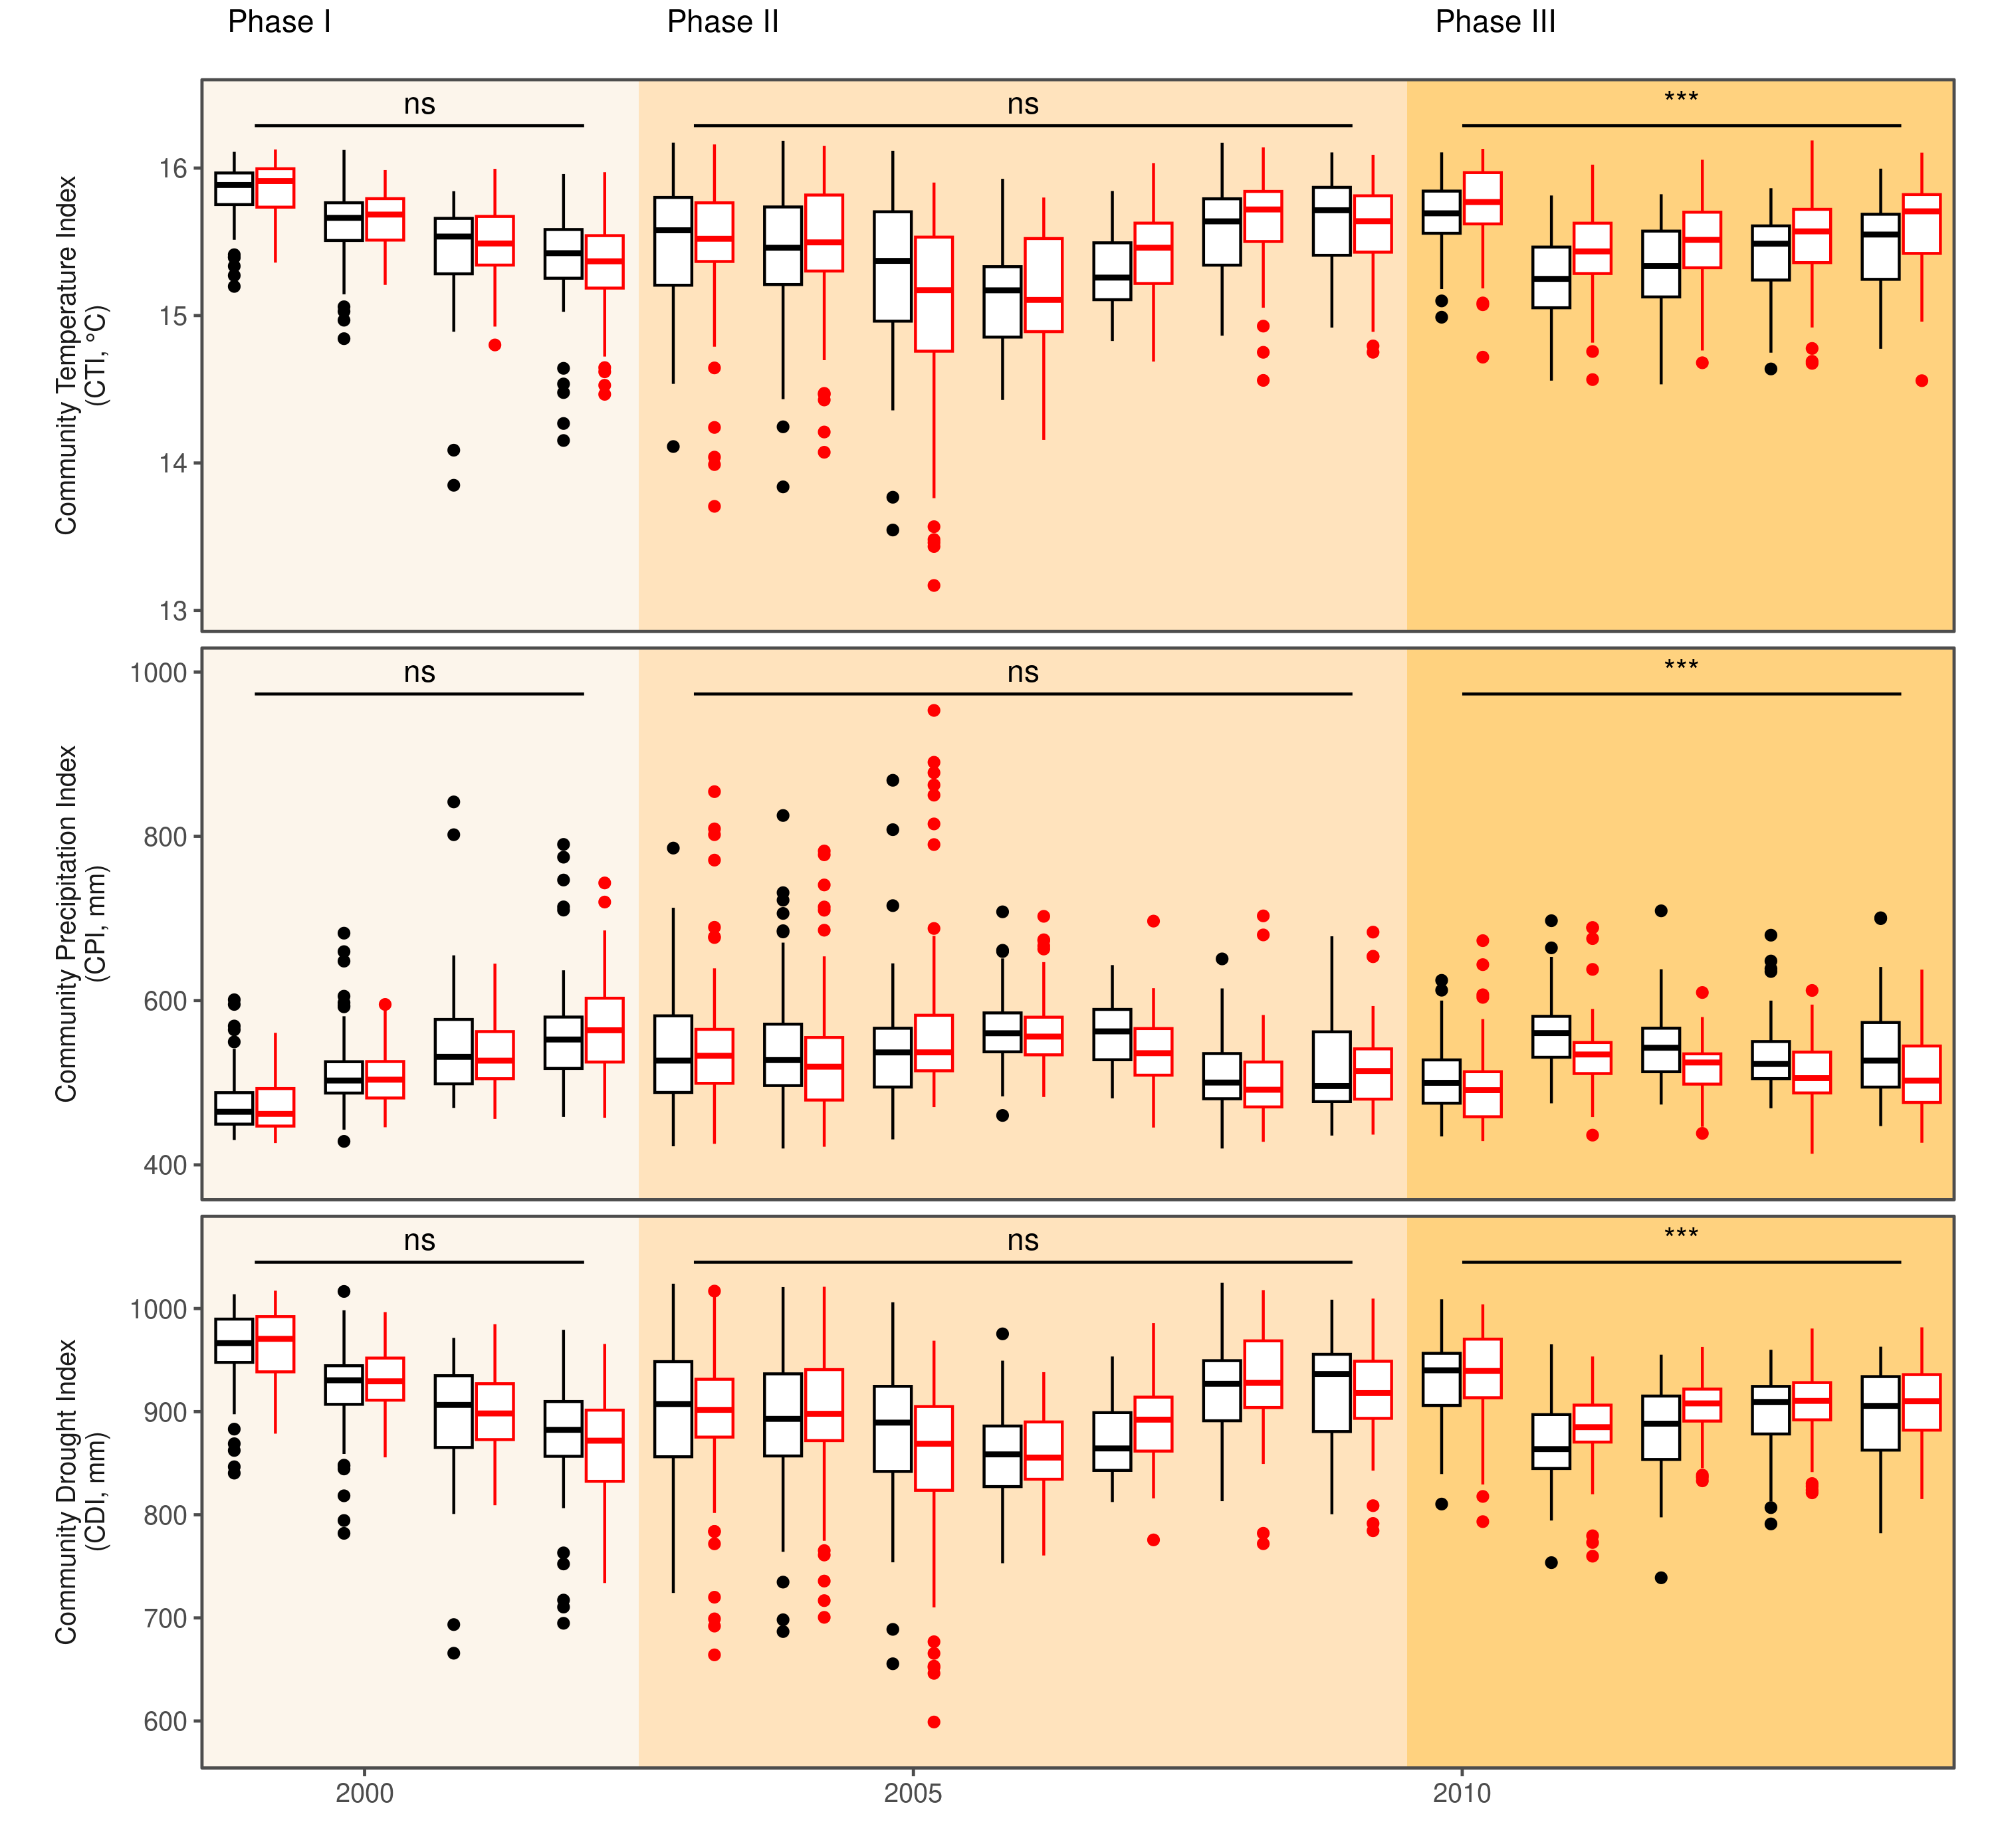 Phase I Phase II Phase III
ns ns ***
Community Temperature Index
(CTI, °C)
16
15
14
13
ns ns ***
Community Precipitation Index
(CPI, mm)
1000
800
600
400
ns ns ***
Community Drought Index
(CDI, mm)
1000
900
800
700
600
2000 2005 2010